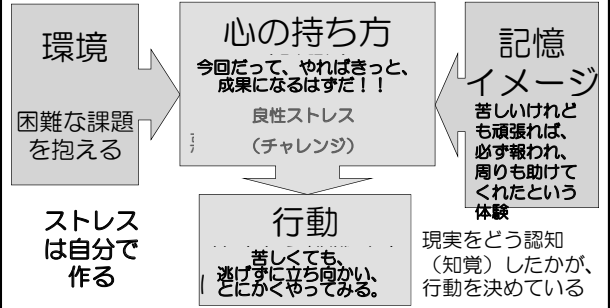 環境
困難な課題
を抱える
心の持ち方
今回だって、やればきっと、
成果になるはずだ！！
良性ストレス
（チャレンジ）
記憶
イメージ
苦しいけれど
も頑張れば、
必ず報われ、
周りも助けて
くれたという
体験
ストレス
は自分で
作る
行動
苦しくても、
逃げずに立ち向かい、
とにかくやってみる。
現実をどう認知
（知覚）したかが、
行動を決めている